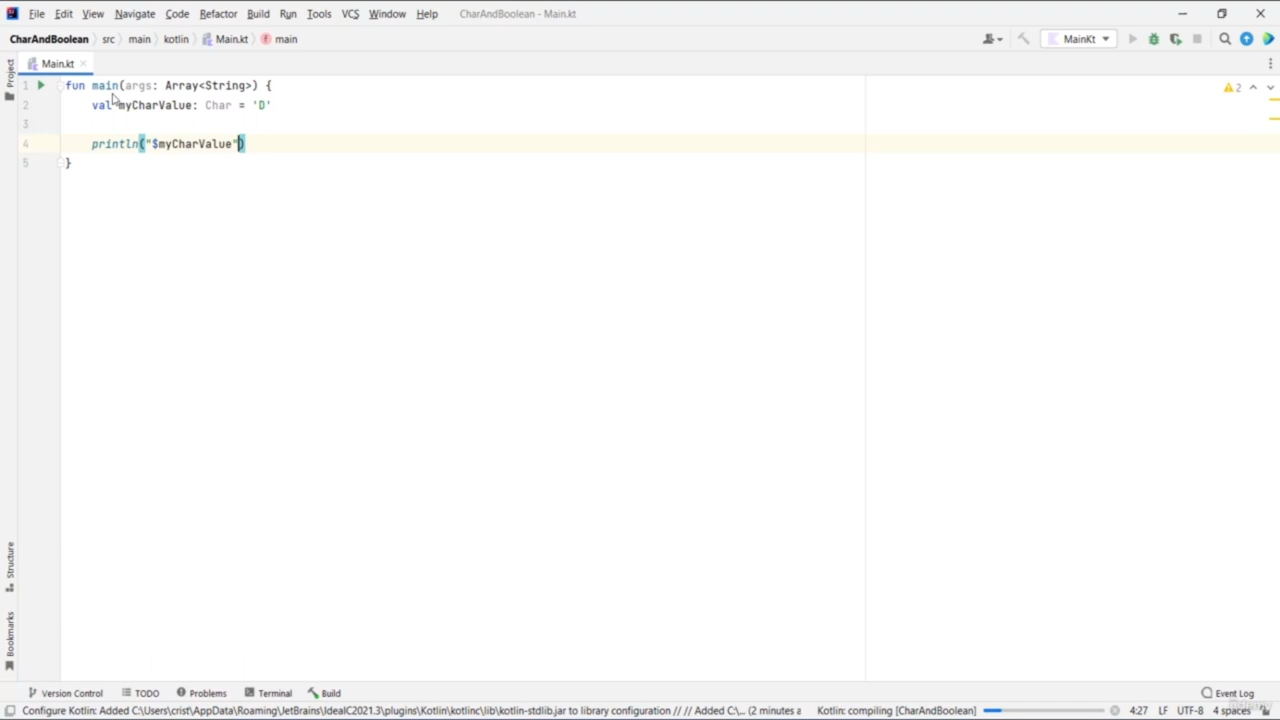 File Edit View Navigate Code Refactor Build Run Tools VCS Window Help CharAndBoolean - Main.kt
CharAndBoolean src main kotlin Main.kt main MainKt
Main.kt
Project
1 fun main(args: Array<String>) {
2 val myCharValue: Char = 'D'
3
4 println("$myCharValue")
5 }
2
Structure
Bookmarks
Version Control TODO Problems Terminal Build Event Log
Configure Kotlin: Added C:\Users\crist\AppData\Roaming\JetBrains\IdeaIC2021.3\plugins\Kotlin\kotlinc\lib\kotlin-stdlib.jar to library configuration // // Added C:\... (2 minutes a Kotlin: compiling [CharAndBoolean] 4:27 LF UTF-8 4 spaces